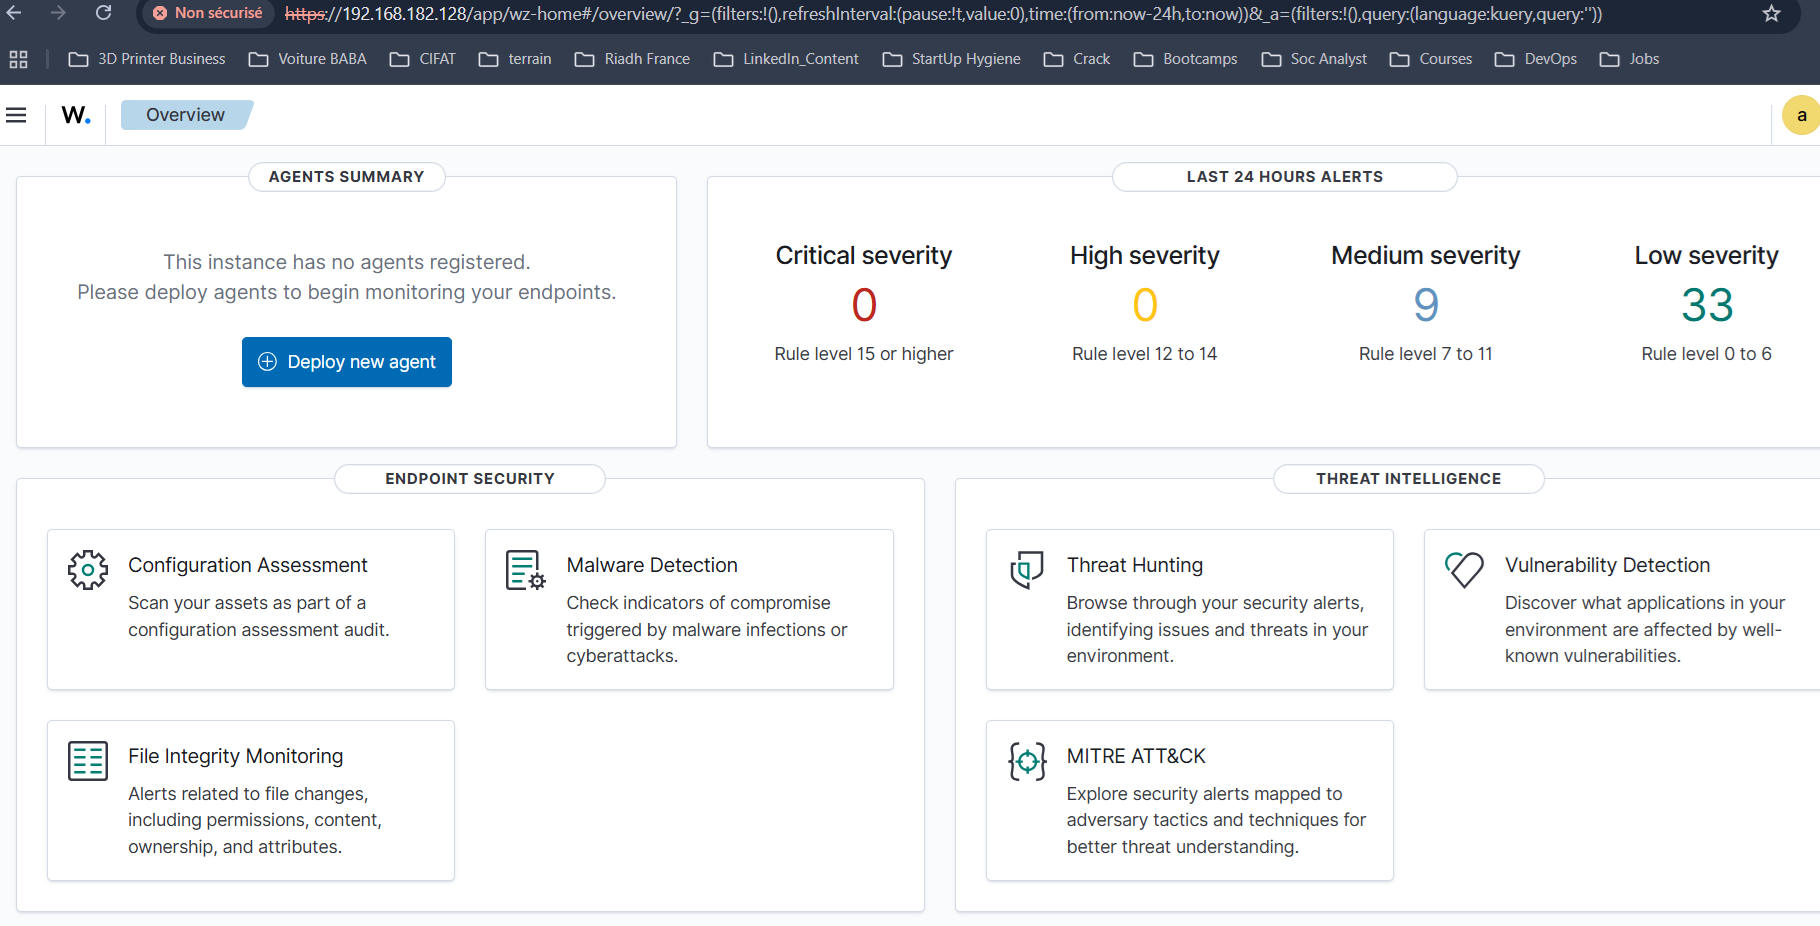 Non sécurisé https://192.168.182.128/app/wz-home#/overview/?_g=(filters:!(),refreshInterval:(pause:!t,value:0),time:(from:now-24h,to:now))&_a=(filters:!(),query:(language:kuery,query:''))
3D Printer Business Voiture BABA CIFAT terrain Riadh France LinkedIn_Content StartUp Hygiene Crack Bootcamps Soc Analyst Courses DevOps Jobs
W. Overview a
AGENTS SUMMARY
This instance has no agents registered.
Please deploy agents to begin monitoring your endpoints.
Deploy new agent
LAST 24 HOURS ALERTS
Critical severity
0
Rule level 15 or higher
High severity
0
Rule level 12 to 14
Medium severity
9
Rule level 7 to 11
Low severity
33
Rule level 0 to 6
ENDPOINT SECURITY
Configuration Assessment
Scan your assets as part of a
configuration assessment audit.
Malware Detection
Check indicators of compromise
triggered by malware infections or
cyberattacks.
File Integrity Monitoring
Alerts related to file changes,
including permissions, content,
ownership, and attributes.
THREAT INTELLIGENCE
Threat Hunting
Browse through your security alerts,
identifying issues and threats in your
environment.
Vulnerability Detection
Discover what applications in your
environment are affected by well-
known vulnerabilities.
MITRE ATT&CK
Explore security alerts mapped to
adversary tactics and techniques for
better threat understanding.